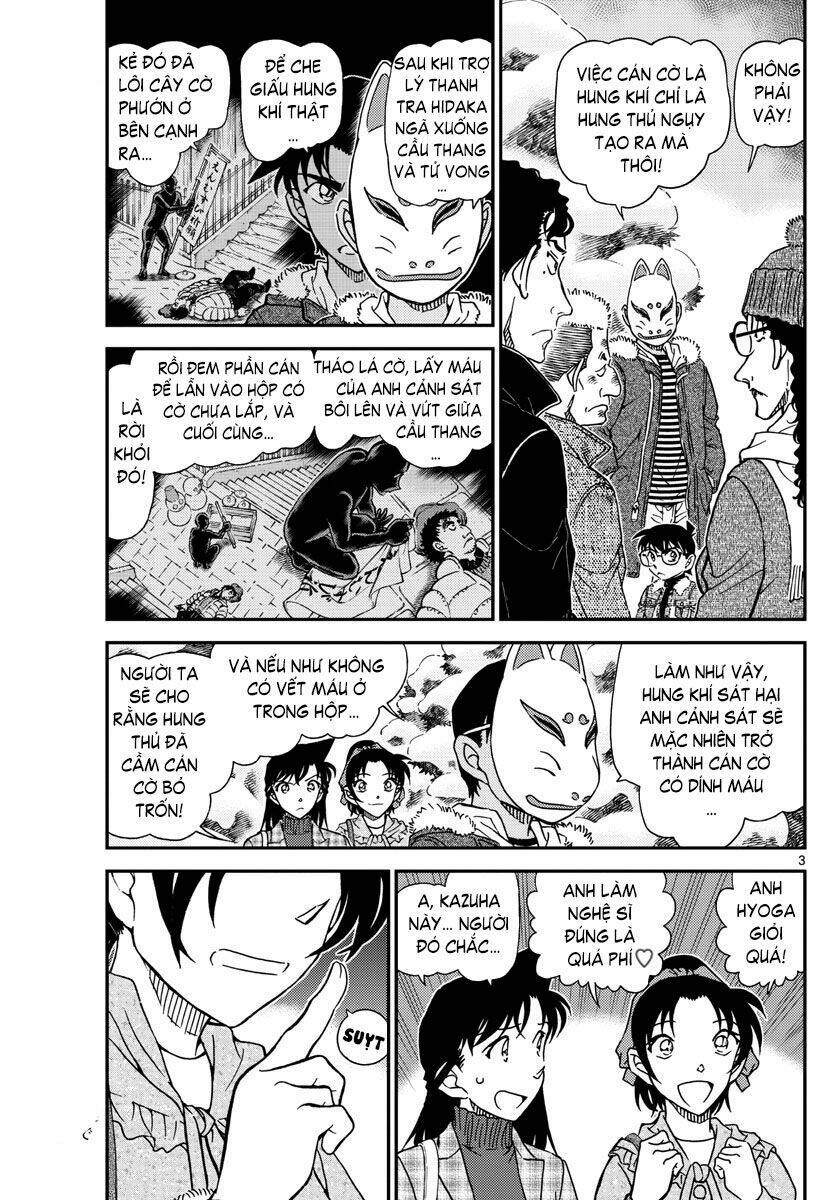 KHÔNG
PHẢI
VẬY!
VIỆC CÁN CỜ LÀ
HUNG KHÍ CHỈ LÀ
HUNG THỦ NGỤY
TẠO RA MÀ
THÔI!
SAU KHI TRỢ
LÝ THANH
TRA HIDAKA
NGÃ XUỐNG
CẦU THANG
VÀ TỬ VONG
...
ĐỂ CHE
GIẤU HUNG
KHÍ THẬT
...
KẺ ĐÓ ĐÃ
LÔI CÂY CỜ
PHƯỚN Ở
BÊN CẠNH
RA...
THÁO LÁ CỜ, LẤY MÁU
CỦA ANH CẢNH SÁT
BÔI LÊN VÀ VỨT GIỮA
CẦU THANG
...
RỒI ĐEM PHẦN CÁN
ĐỂ LẪN VÀO HỘP CÓ
CỜ CHƯA LẮP, VÀ
CUỐI CÙNG...
LÀ
RỜI
KHỎI
ĐÓ!
LÀM NHƯ VẬY,
HUNG KHÍ SÁT HẠI
ANH CẢNH SÁT SẼ
MẶC NHIÊN TRỞ
THÀNH CÁN CỜ
CÓ DÍNH MÁU
...
VÀ NẾU NHƯ KHÔNG
CÓ VẾT MÁU Ở
TRONG HỘP...
NGƯỜI TA
SẼ CHO
RẰNG HUNG
THỦ ĐÃ
CẦM CÁN
CỜ BỎ
TRỐN!
3
ANH
HYOGA
GIỎI
QUÁ!
ANH LÀM
NGHỆ SĨ
ĐÚNG LÀ
QUÁ PHÍ♡
A, KAZUHA
NÀY... NGƯỜI
ĐÓ CHẮC...
SUỴT